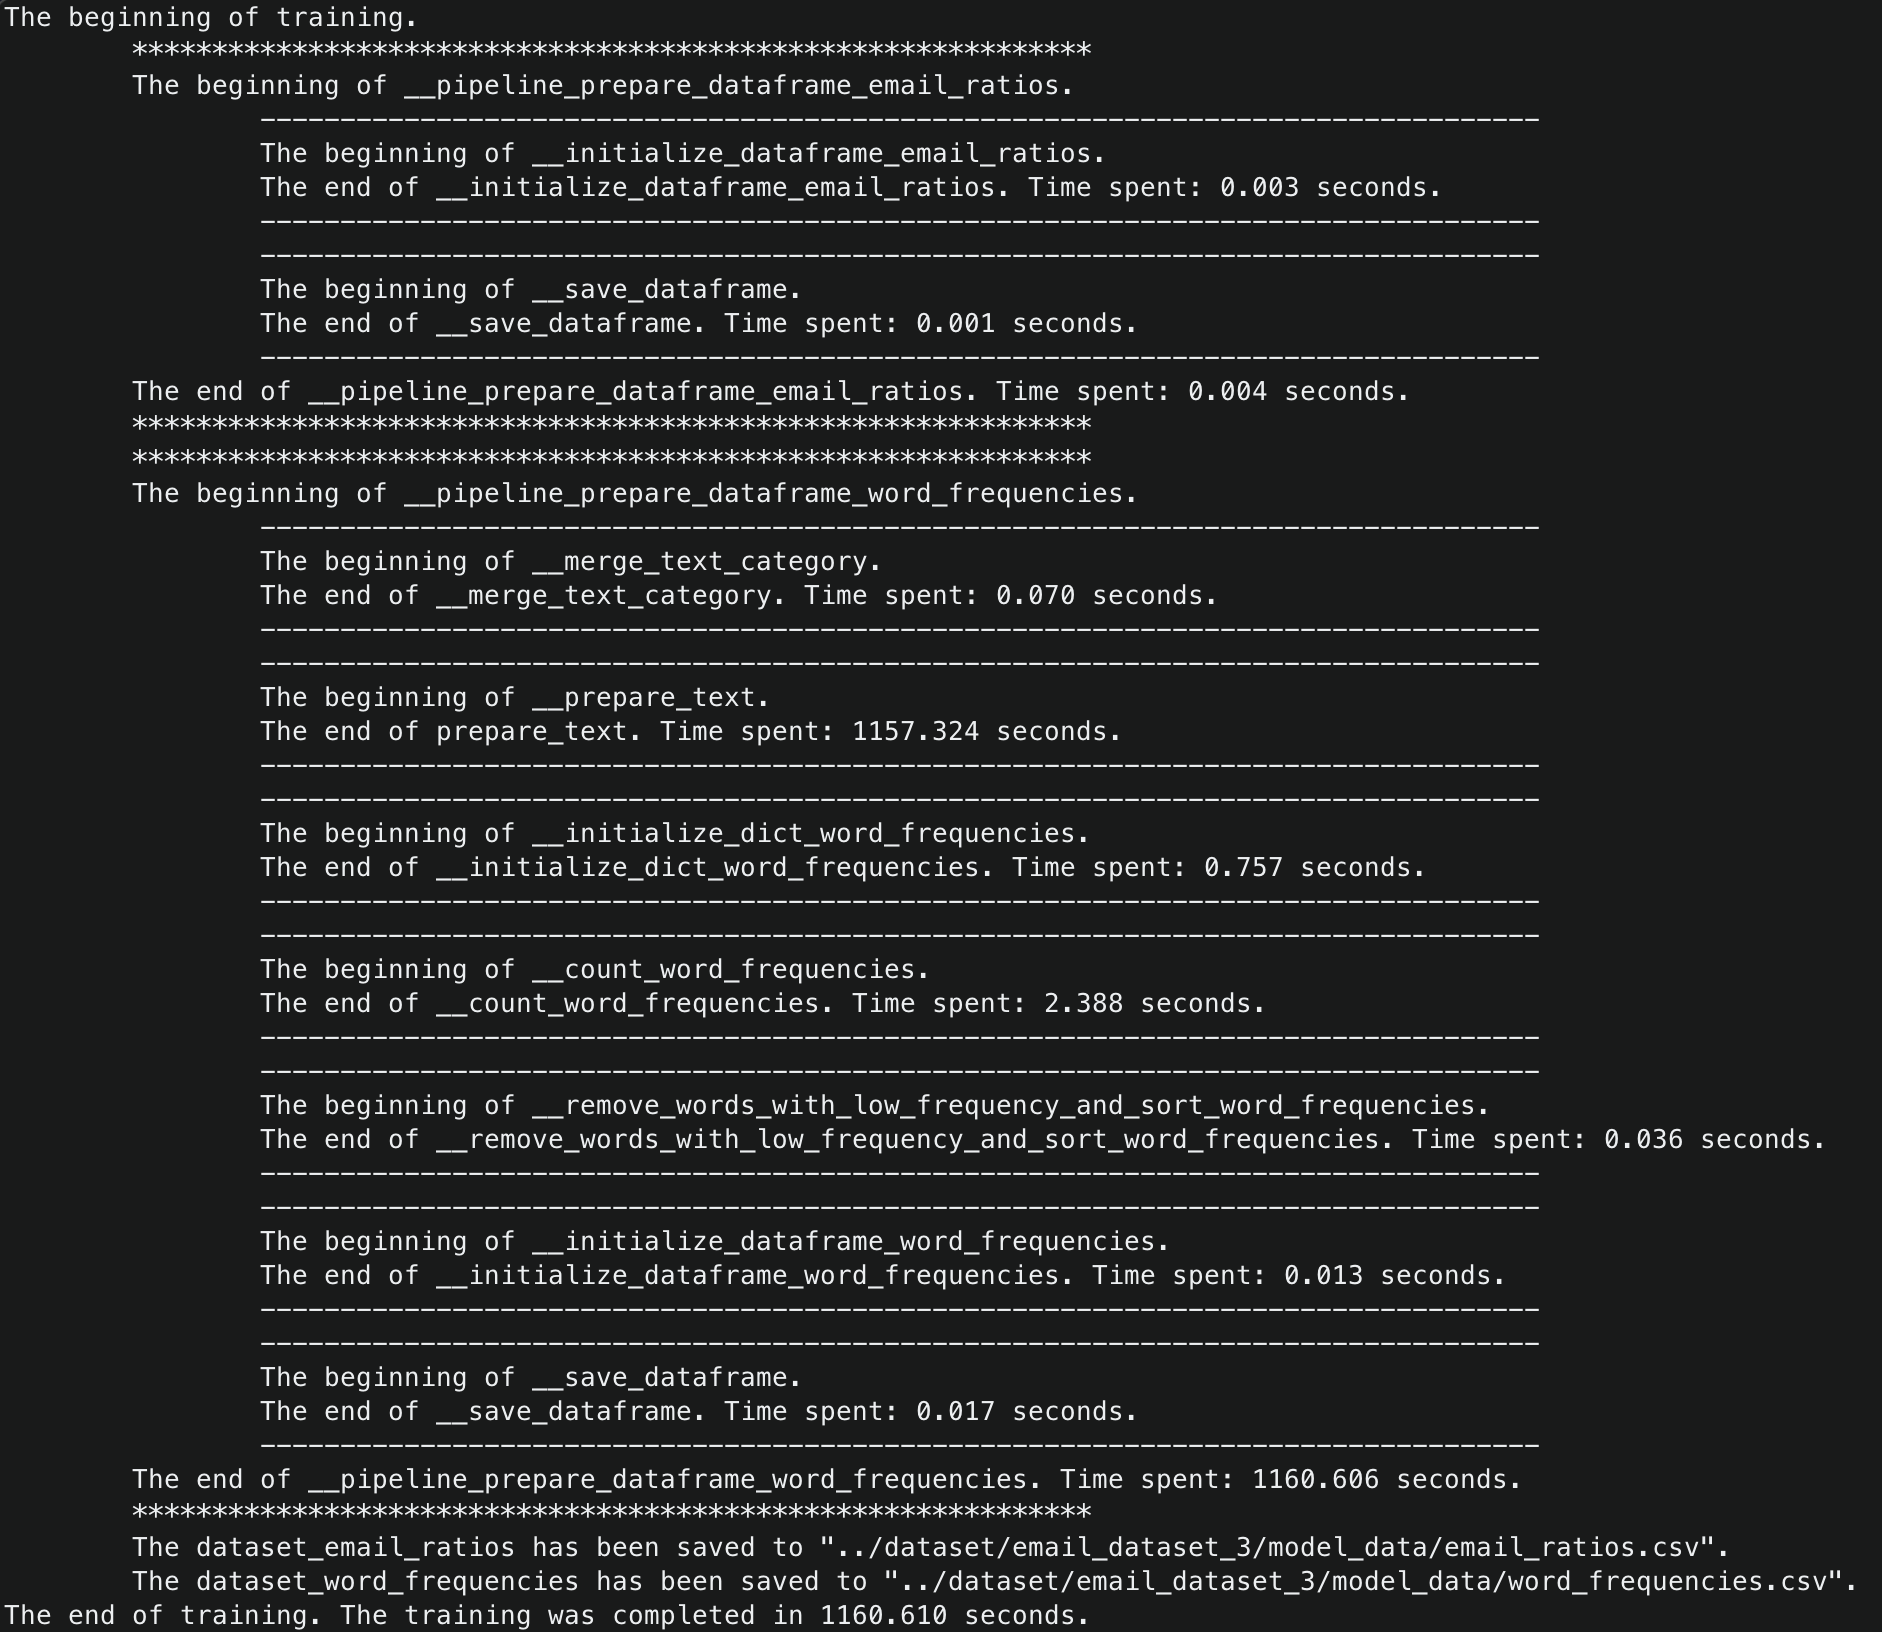 The beginning of training.
************************************************************
The beginning of __pipeline_prepare_dataframe_email_ratios.
--------------------------------------------------------------------------------
The beginning of __initialize_dataframe_email_ratios.
The end of __initialize_dataframe_email_ratios. Time spent: 0.003 seconds.
--------------------------------------------------------------------------------
--------------------------------------------------------------------------------
The beginning of __save_dataframe.
The end of __save_dataframe. Time spent: 0.001 seconds.
--------------------------------------------------------------------------------
The end of __pipeline_prepare_dataframe_email_ratios. Time spent: 0.004 seconds.
************************************************************
************************************************************
The beginning of __pipeline_prepare_dataframe_word_frequencies.
--------------------------------------------------------------------------------
The beginning of __merge_text_category.
The end of __merge_text_category. Time spent: 0.070 seconds.
--------------------------------------------------------------------------------
--------------------------------------------------------------------------------
The beginning of __prepare_text.
The end of prepare_text. Time spent: 1157.324 seconds.
--------------------------------------------------------------------------------
--------------------------------------------------------------------------------
The beginning of __initialize_dict_word_frequencies.
The end of __initialize_dict_word_frequencies. Time spent: 0.757 seconds.
--------------------------------------------------------------------------------
--------------------------------------------------------------------------------
The beginning of __count_word_frequencies.
The end of __count_word_frequencies. Time spent: 2.388 seconds.
--------------------------------------------------------------------------------
--------------------------------------------------------------------------------
The beginning of __remove_words_with_low_frequency_and_sort_word_frequencies.
The end of __remove_words_with_low_frequency_and_sort_word_frequencies. Time spent: 0.036 seconds.
--------------------------------------------------------------------------------
--------------------------------------------------------------------------------
The beginning of __initialize_dataframe_word_frequencies.
The end of __initialize_dataframe_word_frequencies. Time spent: 0.013 seconds.
--------------------------------------------------------------------------------
--------------------------------------------------------------------------------
The beginning of __save_dataframe.
The end of __save_dataframe. Time spent: 0.017 seconds.
--------------------------------------------------------------------------------
The end of __pipeline_prepare_dataframe_word_frequencies. Time spent: 1160.606 seconds.
************************************************************
The dataset_email_ratios has been saved to "../dataset/email_dataset_3/model_data/email_ratios.csv".
The dataset_word_frequencies has been saved to "../dataset/email_dataset_3/model_data/word_frequencies.csv".
The end of training. The training was completed in 1160.610 seconds.